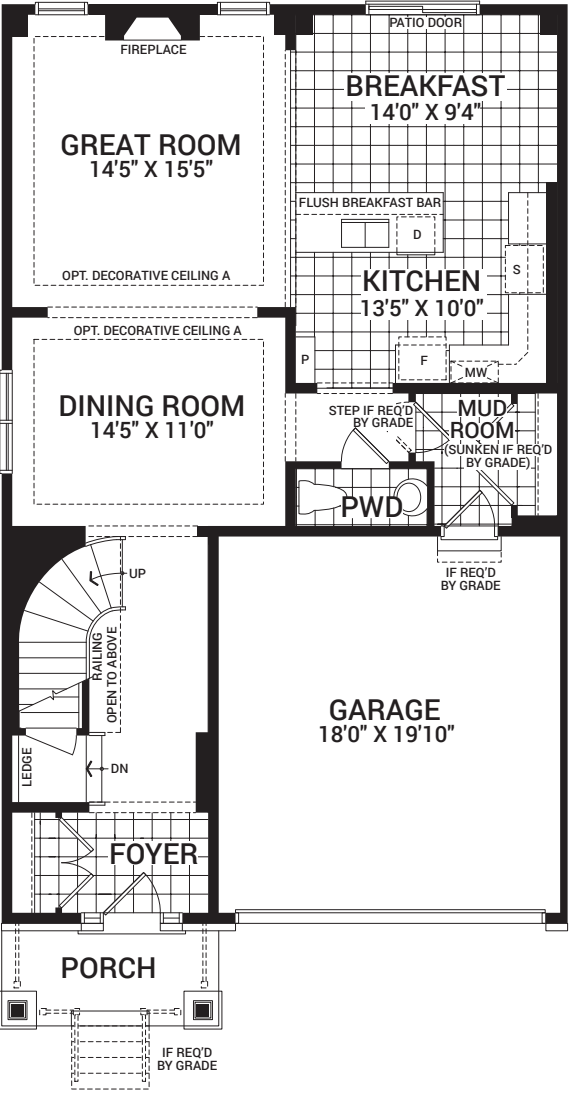 PATIO DOOR
FIREPLACE
BREAKFAST
14'0" X 9'4"
GREAT ROOM
14'5" X 15'5"
FLUSH BREAKFAST BAR
D
S
OPT. DECORATIVE CEILING A
KITCHEN
13'5" X 10'0"
OPT. DECORATIVE CEILING A
P
F
MW
DINING ROOM
14'5" X 11'0"
STEP IF REQ'D
BY GRADE
MUD
ROOM
(SUNKEN IF REQ'D
BY GRADE)
PWD
UP
IF REQ'D
BY GRADE
RAILING
OPEN TO ABOVE
GARAGE
18'0" X 19'10"
LEDGE
DN
FOYER
PORCH
IF REQ'D
BY GRADE